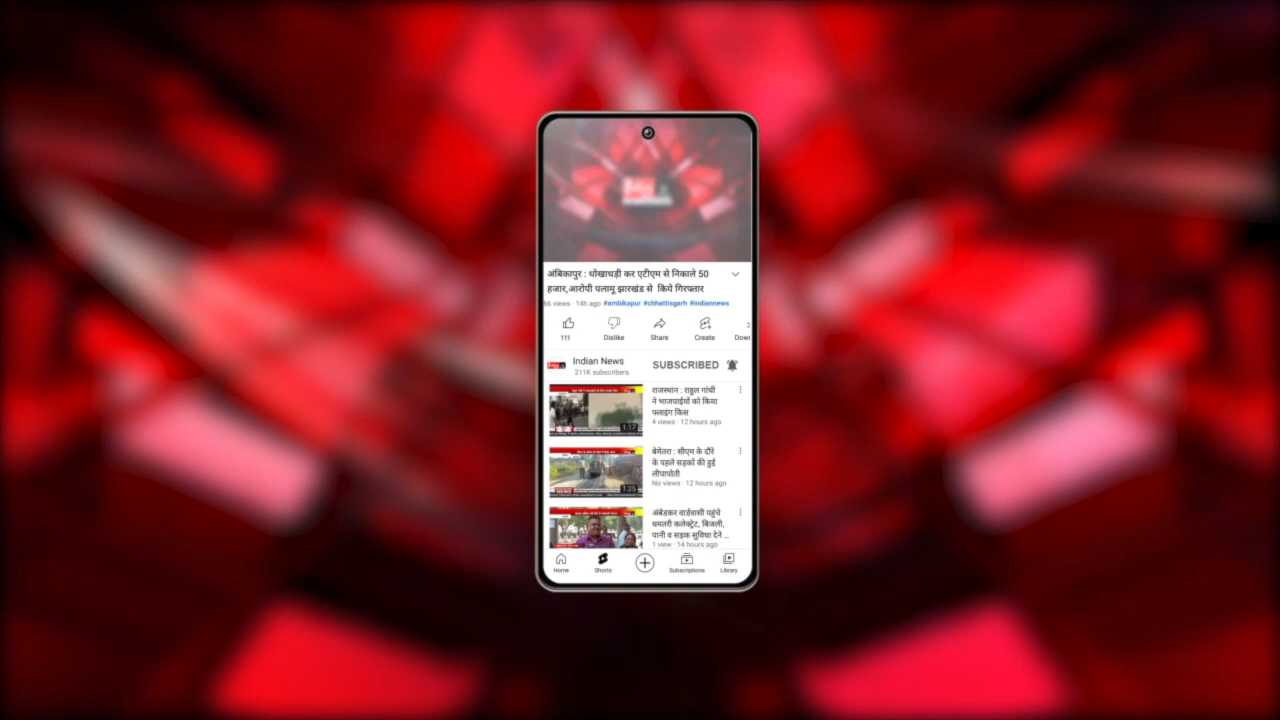 अंबिकापुर : धोखाधड़ी कर एटीएम से निकाले 50
हजार,आरोपी पलामू झारखंड से किये गिरफ्तार
66 views · 14h ago #ambikapur #chhattisgarh #indiannews
111
Dislike
Share
Create
Dow
Indian News
211K subscribers
SUBSCRIBED
राजस्थान : राहुल गांधी
ने भाजपाईयों को किया
फ्लाइंग किस
4 views · 12 hours ago
1:17
बेमेतरा : सीएम के दौरे
के पहले सड़कों की हुई
लीपापोती
No views · 12 hours ago
1:25
अंबेडकर वार्डवासी पहुंचे
धमतरी कलेक्ट्रेट, बिजली,
पानी व सड़क सुविधा देने ...
1 view · 14 hours ago
Home
Shorts
Subscriptions
Library